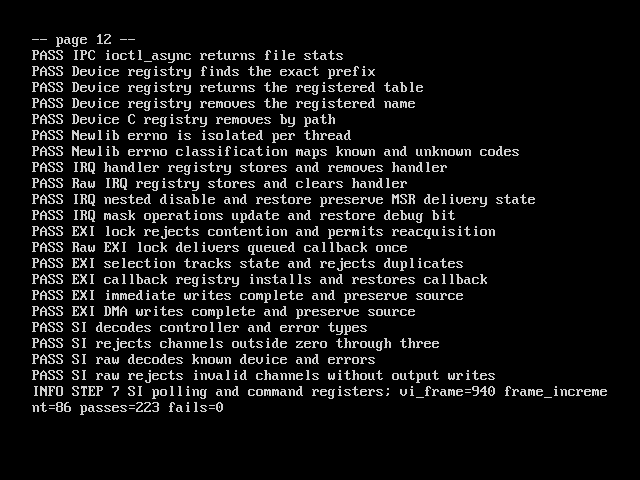 -- page 12 --
PASS IPC ioctl_async returns file stats
PASS Device registry finds the exact prefix
PASS Device registry returns the registered table
PASS Device registry removes the registered name
PASS Device C registry removes by path
PASS Newlib errno is isolated per thread
PASS Newlib errno classification maps known and unknown codes
PASS IRQ handler registry stores and removes handler
PASS Raw IRQ registry stores and clears handler
PASS IRQ nested disable and restore preserve MSR delivery state
PASS IRQ mask operations update and restore debug bit
PASS EXI lock rejects contention and permits reacquisition
PASS Raw EXI lock delivers queued callback once
PASS EXI selection tracks state and rejects duplicates
PASS EXI callback registry installs and restores callback
PASS EXI immediate writes complete and preserve source
PASS EXI DMA writes complete and preserve source
PASS SI decodes controller and error types
PASS SI rejects channels outside zero through three
PASS SI raw decodes known device and errors
PASS SI raw rejects invalid channels without output writes
INFO STEP 7 SI polling and command registers; vi_frame=940 frame_increme
nt=86 passes=223 fails=0